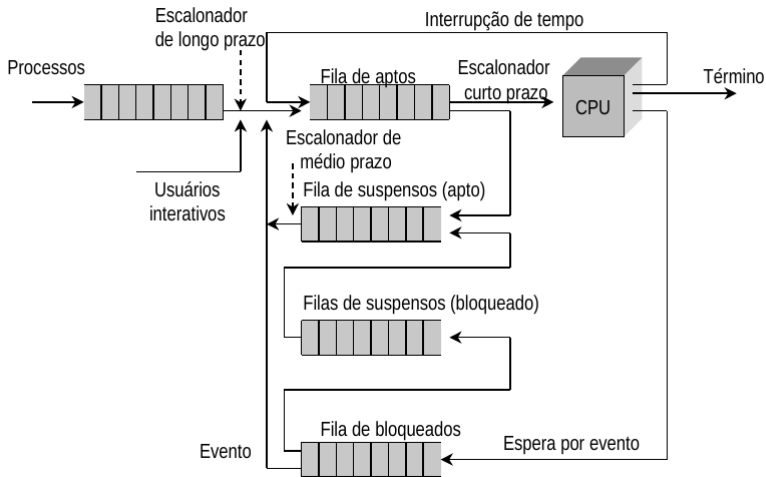 Escalonador
de longo prazo
Interrupção de tempo
Processos
Fila de aptos
Escalonador
curto prazo
CPU
Término
Usuários
interativos
Escalonador de
médio prazo
Fila de suspensos (apto)
Filas de suspensos (bloqueado)
Fila de bloqueados
Evento
Espera por evento